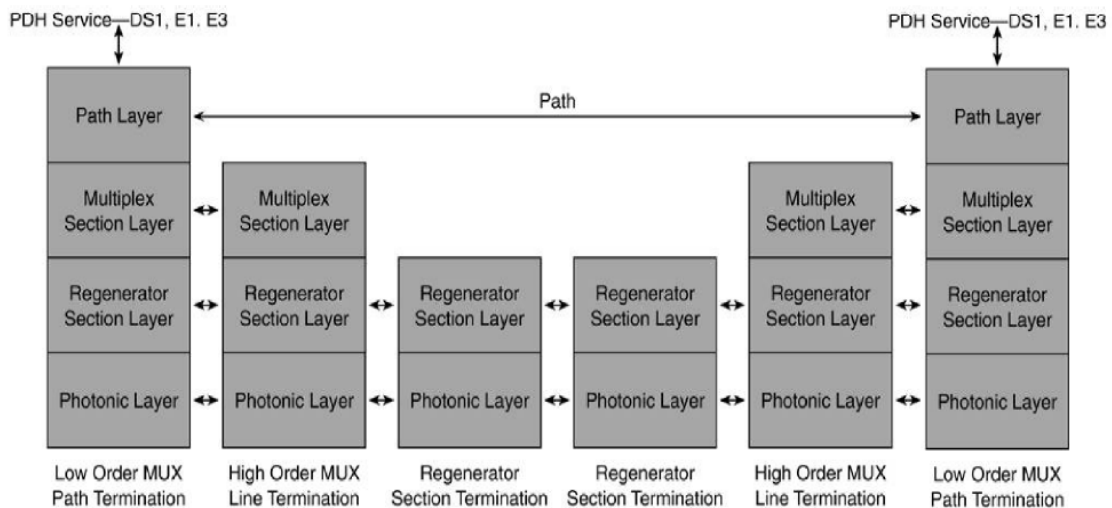 PDH Service—DS1, E1. E3
PDH Service—DS1, E1. E3
Path Layer
Path
Path Layer
Multiplex
Section Layer
Multiplex
Section Layer
Multiplex
Section Layer
Multiplex
Section Layer
Regenerator
Section Layer
Regenerator
Section Layer
Regenerator
Section Layer
Regenerator
Section Layer
Regenerator
Section Layer
Regenerator
Section Layer
Photonic Layer
Photonic Layer
Photonic Layer
Photonic Layer
Photonic Layer
Photonic Layer
Low Order MUX
Path Termination
High Order MUX
Line Termination
Regenerator
Section Termination
Regenerator
Section Termination
High Order MUX
Line Termination
Low Order MUX
Path Termination